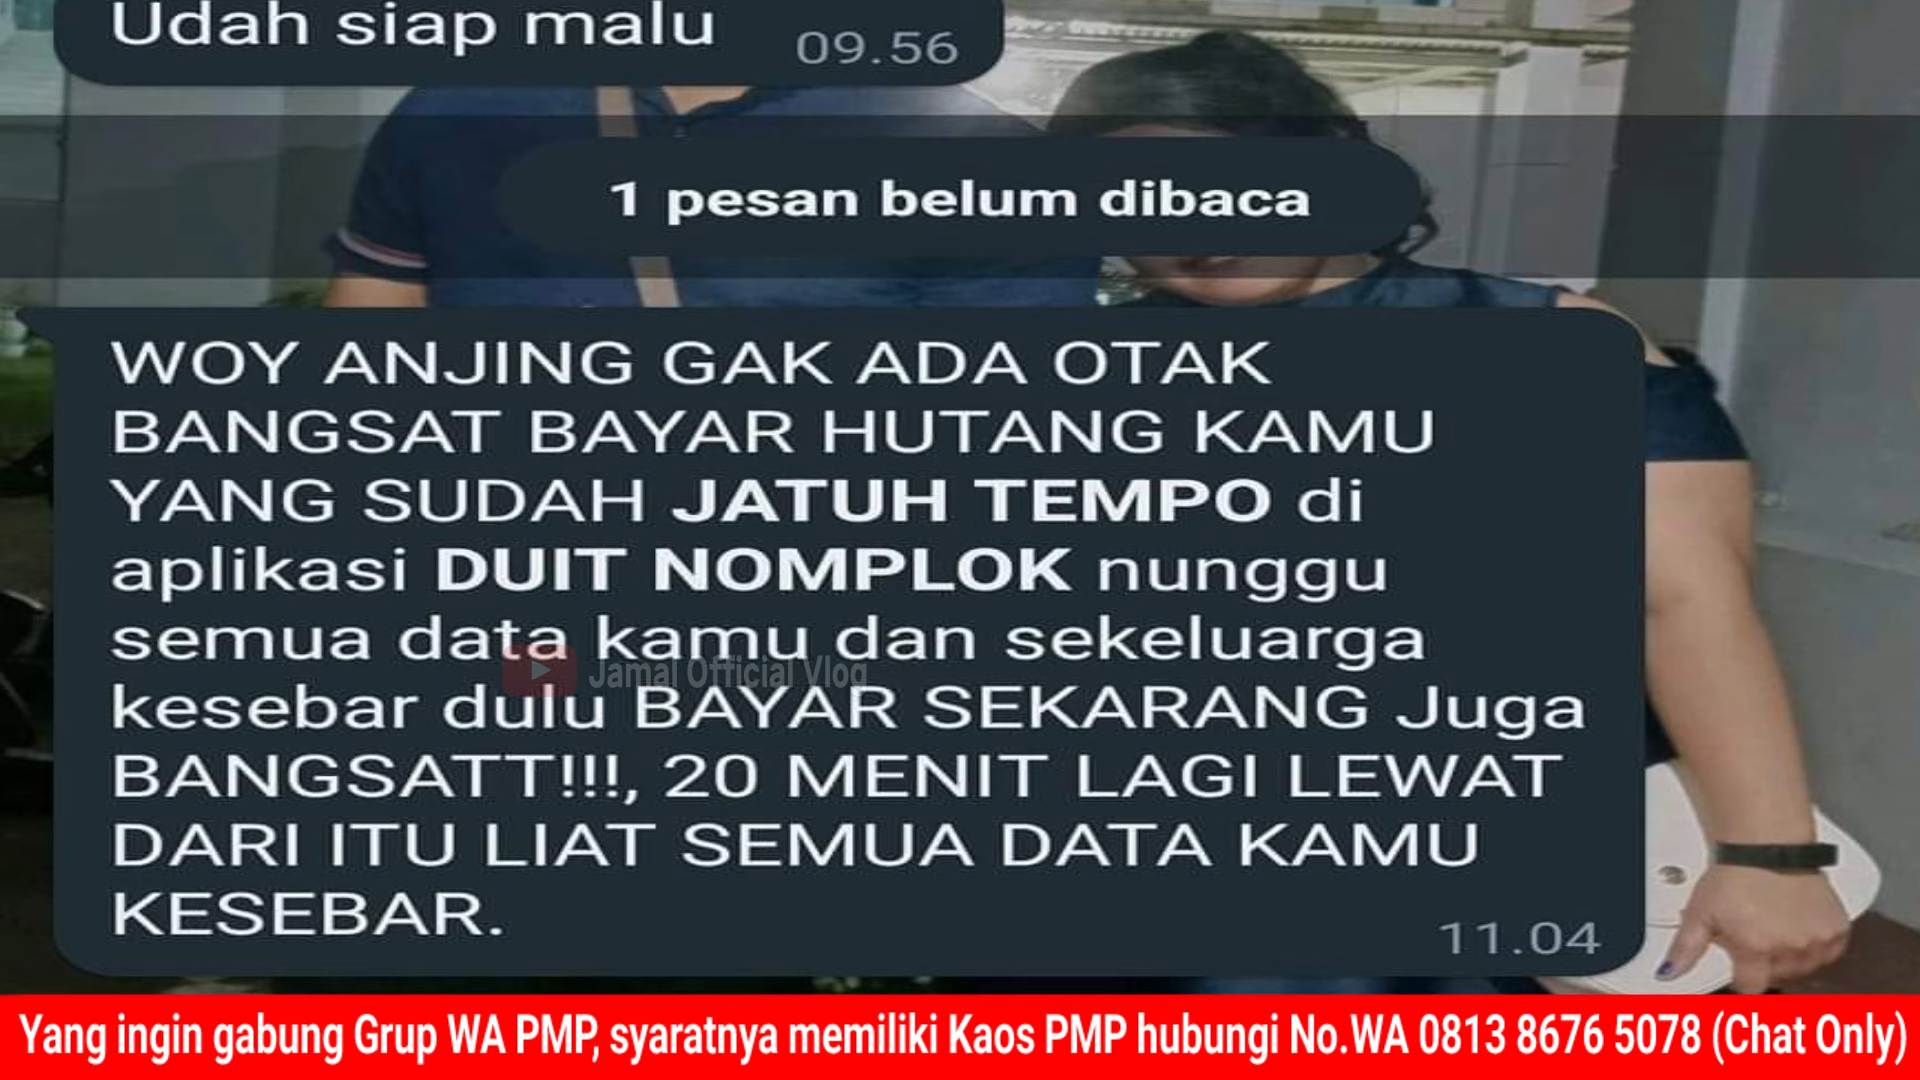 Udah siap malu
09.56
1 pesan belum dibaca
WOY ANJING GAK ADA OTAK
BANGSAT BAYAR HUTANG KAMU
YANG SUDAH JATUH TEMPO di
aplikasi DUIT NOMPLOK nunggu
semua data kamu dan sekeluarga
Jamal Official Vlog
kesebar dulu BAYAR SEKARANG Juga
BANGSATT!!!, 20 MENIT LAGI LEWAT
DARI ITU LIAT SEMUA DATA KAMU
KESEBAR.
11.04
Yang ingin gabung Grup WA PMP, syaratnya memiliki Kaos PMP hubungi No.WA 0813 8676 5078 (Chat Only)